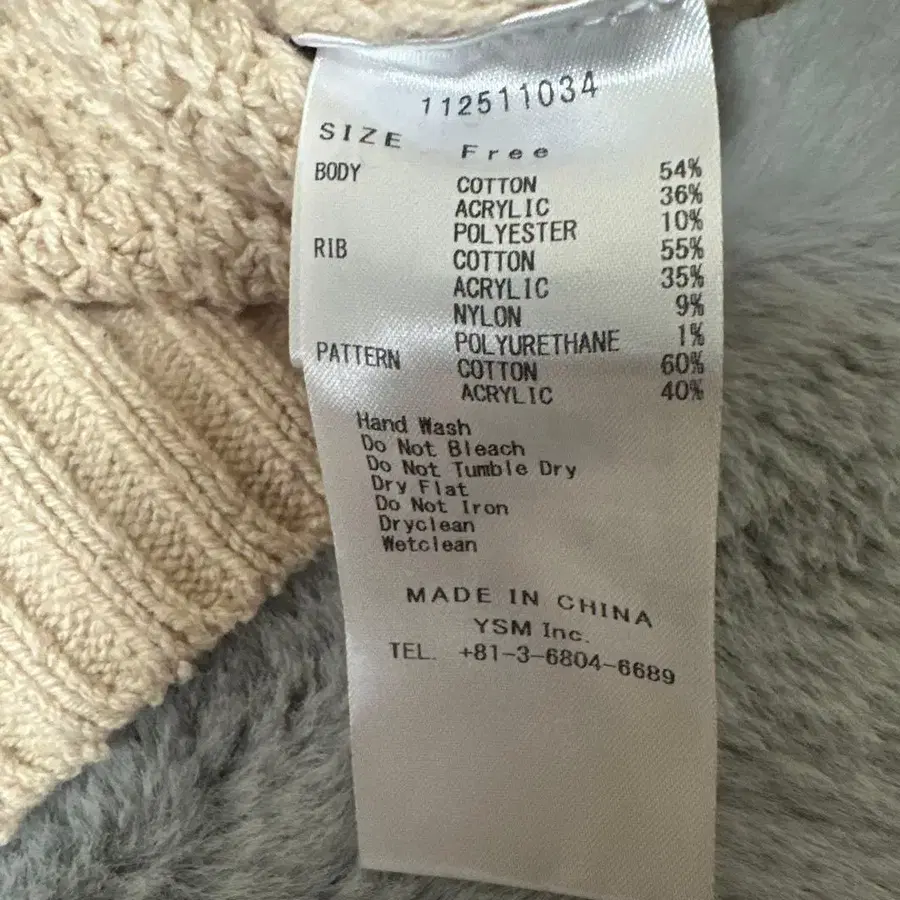 112511034
SIZE Free
BODY COTTON 54%
ACRYLIC 36%
POLYESTER 10%
RIB COTTON 55%
ACRYLIC 35%
NYLON 9%
POLYURETHANE 1%
PATTERN COTTON 60%
ACRYLIC 40%
Hand Wash
Do Not Bleach
Do Not Tumble Dry
Dry Flat
Do Not Iron
Dryclean
Wetclean
MADE IN CHINA
YSM Inc.
TEL. +81-3-6804-6689